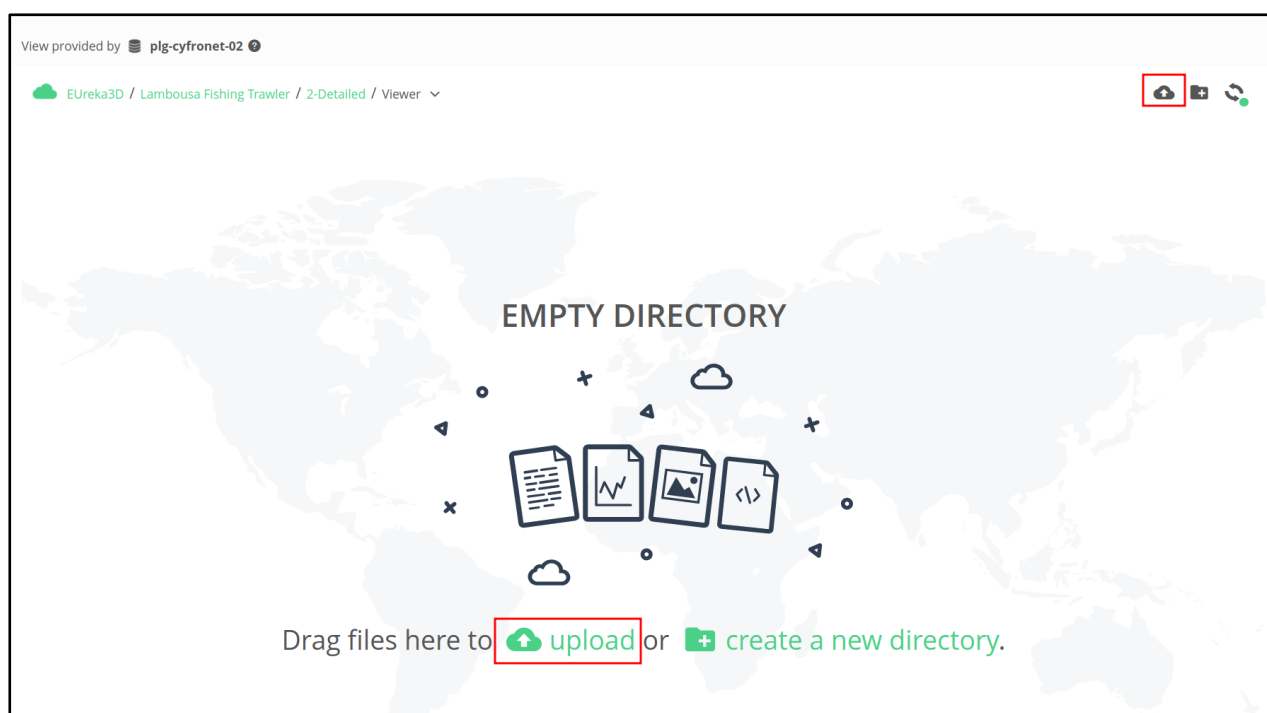 View provided by plg-cyfronet-02
EUreka3D / Lambousa Fishing Trawler / 2-Detailed / Viewer
EMPTY DIRECTORY
Drag files here to upload or create a new directory.